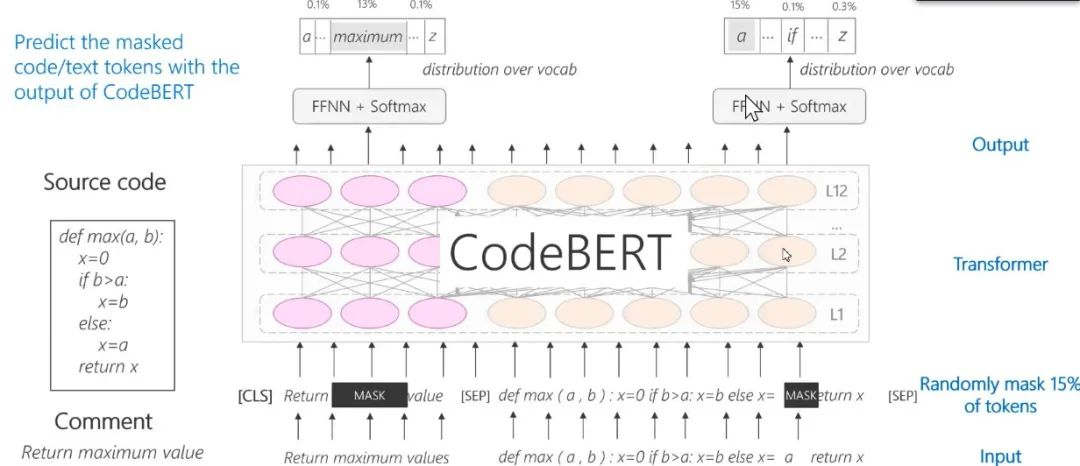 0.1% 13% 0.1%
15% 0.1% 0.3%
a ... maximum ... z
a ... if ... z
Predict the masked
code/text tokens with the
output of CodeBERT
distribution over vocab
distribution over vocab
FFNN + Softmax
FFNN + Softmax
Output
Source code
L12
...
def max(a, b):
x=0
if b>a:
x=b
else:
x=a
return x
CodeBERT
L2
Transformer
L1
[CLS] Return MASK value [SEP] def max ( a , b ) : x=0 if b>a: x=b else x= MASK eturn x [SEP]
Randomly mask 15%
of tokens
Comment
Return maximum value
Return maximum values def max ( a , b ) : x=0 if b>a: x=b else x= a return x
Input